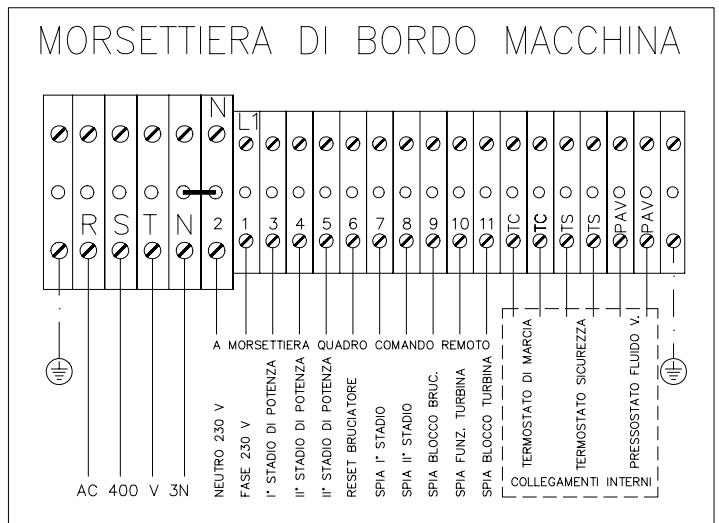 MORSETTIERA DI BORDO MACCHINA
N
L1
R S T N 2 1 3 4 5 6 7 8 9 10 11 TC TC TS TS PAV PAV
A MORSETTIERA QUADRO COMANDO REMOTO
NEUTRO 230 V
FASE 230 V
I° STADIO DI POTENZA
II° STADIO DI POTENZA
II° STADIO DI POTENZA
RESET BRUCIATORE
SPIA I° STADIO
SPIA II° STADIO
SPIA BLOCCO BRUC.
SPIA FUNZ. TURBINA
SPIA BLOCCO TURBINA
TERMOSTATO DI MARCIA
TERMOSTATO SICUREZZA
PRESSOSTATO FLUIDO V.
COLLEGAMENTI INTERNI
AC 400 V 3N